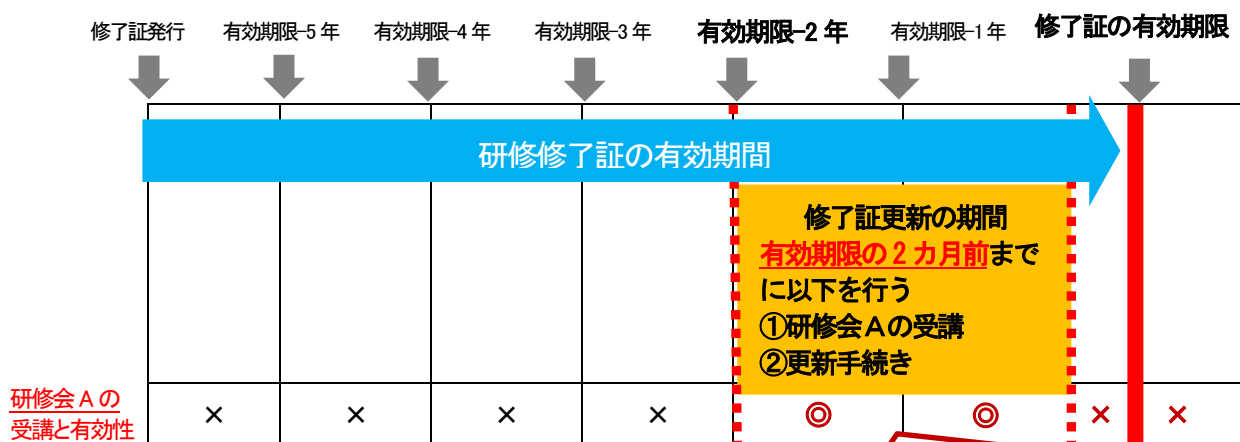 修了証発行 有効期限-5年 有効期限-4年 有効期限-3年 有効期限-2年 有効期限-1年 修了証の有効期限
研修修了証の有効期間
修了証更新の期間
有効期限の2カ月前まで
に以下を行う
①研修会Aの受講
②更新手続き
研修会Aの
受講と有効性
× × × × ◎ ◎ × ×